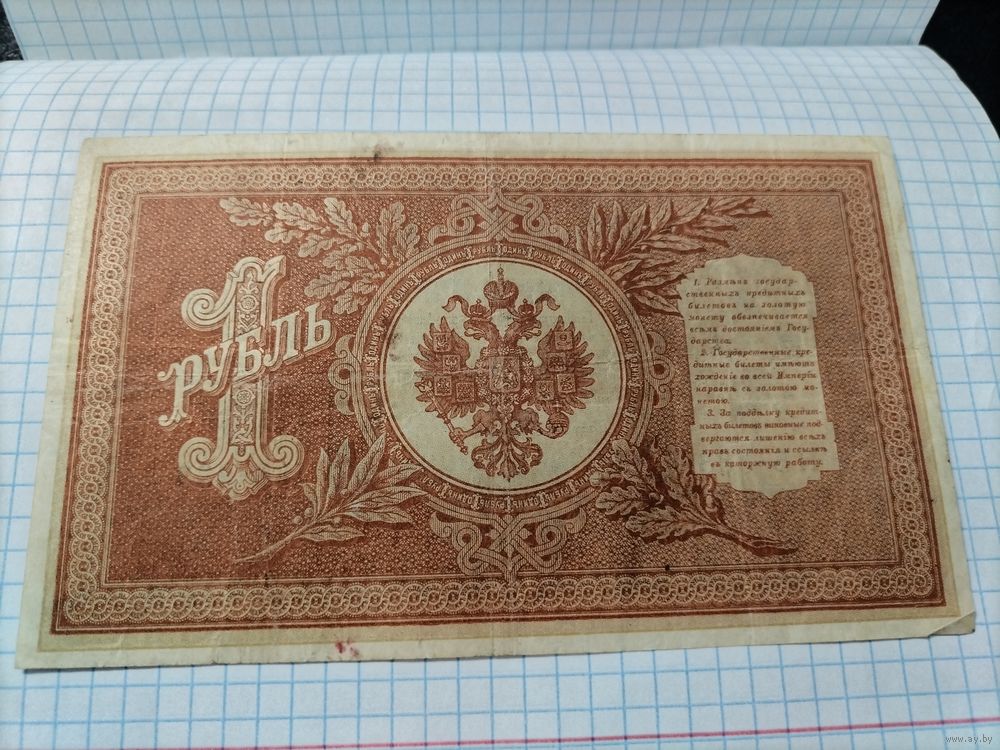 1 РУБЛЬ
1. Размѣнъ государ-
ственныхъ кредитныхъ
билетовъ на золотую
монету обезпечивается
всѣмъ достояніемъ Госу-
дарства.
2. Государственные кре-
дитные билеты имѣютъ
хожденіе во всей Имперіи
наравнѣ съ золотою мо-
нетою.
3. За поддѣлку кредит-
ныхъ билетовъ виновные под-
вергаются лишенію всѣхъ
правъ состоянія и ссылкѣ
въ каторжную работу.
www.ay.by